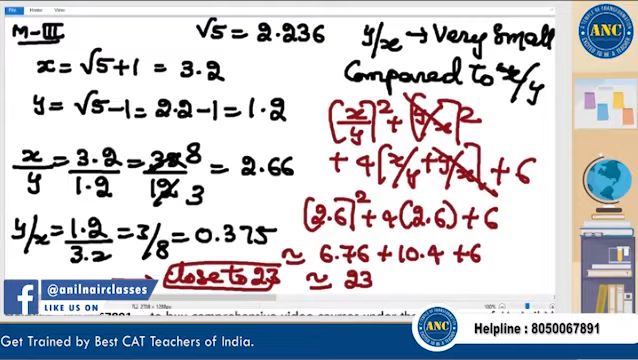 M-III
√5 = 2.236
y/x → Very Small
Compared to x/y
x = √5+1 = 3.2
y = √5-1 = 2.2-1 = 1.2
x/y = 3.2/1.2 = 32 8/12 3 = 2.66
y/x = 1.2/3.2 = 3/8 = 0.375
[x/y]² + [y/x]²
+ 4[x/y + y/x] + 6
(2.6)² + 4(2.6) + 6
≈ 6.76 + 10.4 + 6
≈ 23
close to 23
ANC
@anilnairclasses
LIKE US ON
ANC
Helpline : 8050067891
Get Trained by Best CAT Teachers of India.